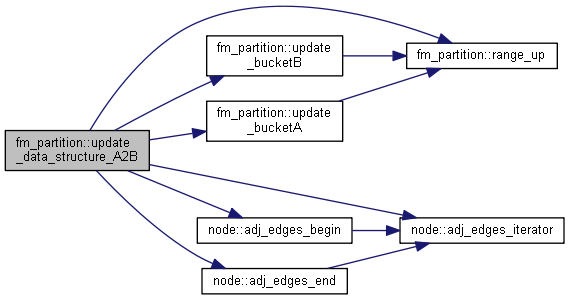 fm_partition::update
_bucketB
fm_partition::range_up
fm_partition::update
_bucketA
fm_partition::update
_data_structure_A2B
node::adj_edges_begin
node::adj_edges_iterator
node::adj_edges_end